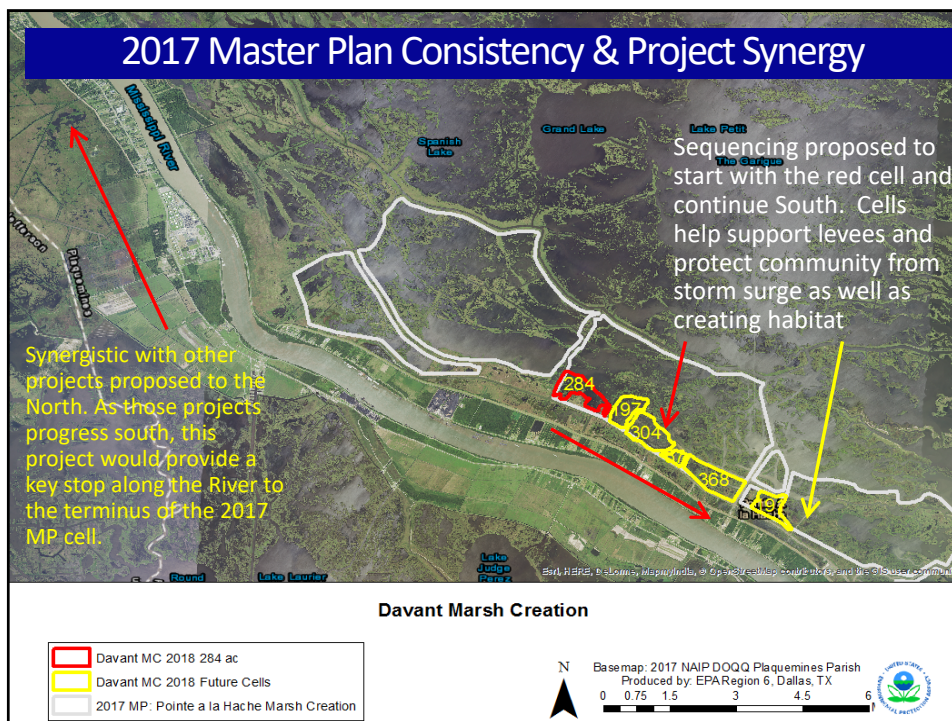 2017 Master Plan Consistency & Project Synergy
Mississippi River
Spanish
Lake
Grand Lake
Lake Petit
The Garigue
Sequencing proposed to
start with the red cell and
continue South. Cells
help support levees and
protect community from
storm surge as well as
creating habitat
Jefferson
Plaquemines
Synergistic with other
projects proposed to the
North. As those projects
progress south, this
project would provide a
key stop along the River to
the terminus of the 2017
MP cell.
284
197
304
368
Round
Lake Laurier
Lake
Judge
Perez
Esri, HERE, DeLorme, MapmyIndia, © OpenStreetMap contributors, and the GIS user community
Davant Marsh Creation
Davant MC 2018 284 ac
Davant MC 2018 Future Cells
2017 MP: Pointe a la Hache Marsh Creation
N
Basemap: 2017 NAIP DOQQ Plaquemines Parish
Produced by: EPA Region 6, Dallas, TX
0 0.75 1.5 3 4.5 6
UNITED STATES